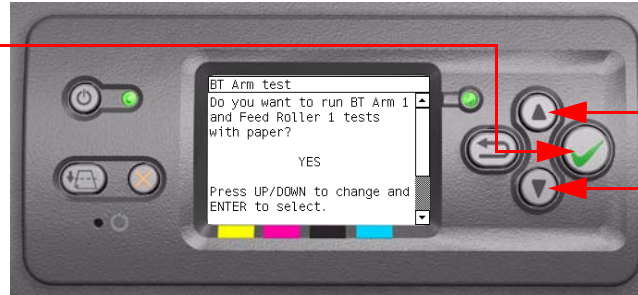 BT Arm test
Do you want to run BT Arm 1
and Feed Roller 1 tests
with paper?
YES
Press UP/DOWN to change and
ENTER to select.